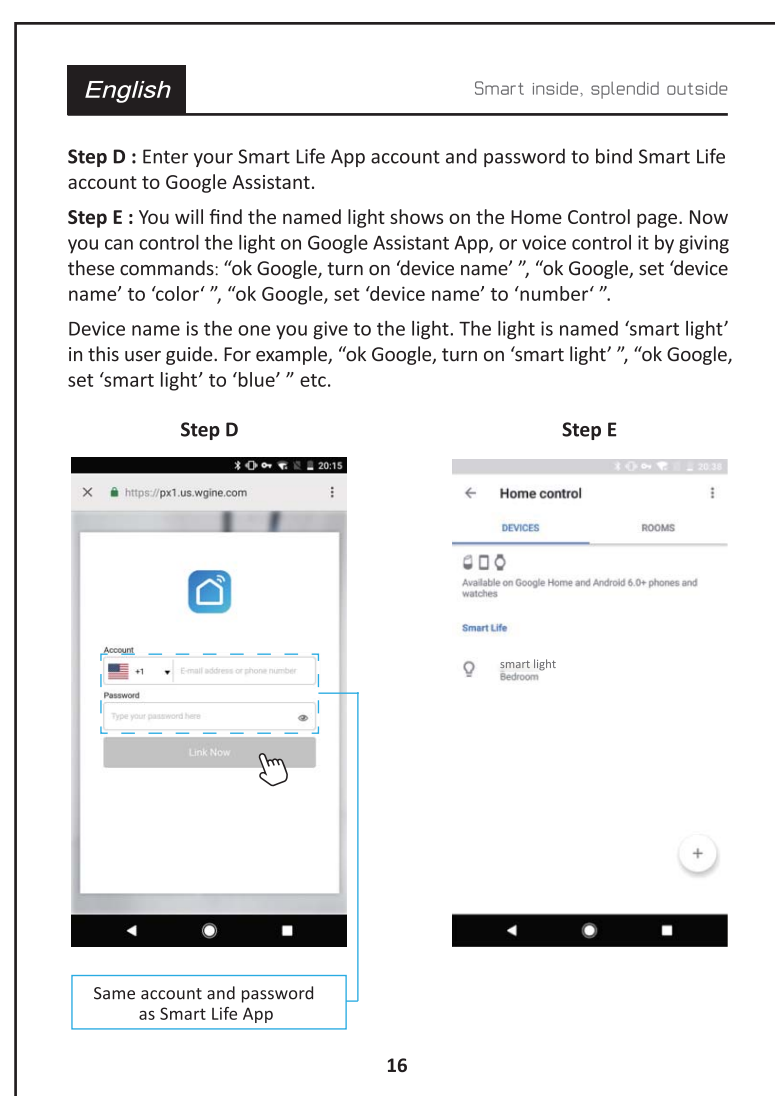 English
Smart inside, splendid outside
Step D : Enter your Smart Life App account and password to bind Smart Life
account to Google Assistant.
Step E : You will find the named light shows on the Home Control page. Now
you can control the light on Google Assistant App, or voice control it by giving
these commands: “ok Google, turn on ‘device name’ ”, “ok Google, set ‘device
name’ to ‘color‘ ”, “ok Google, set ‘device name’ to ‘number‘ ”.
Device name is the one you give to the light. The light is named ‘smart light’
in this user guide. For example, “ok Google, turn on ‘smart light’ ”, “ok Google,
set ‘smart light’ to ‘blue’ ” etc.
Step D
20:15
https://px1.us.wgine.com
Account
+1
E-mail address or phone number
Password
Type your password here
Link Now
Same account and password
as Smart Life App
Step E
20:38
Home control
DEVICES
ROOMS
Available on Google Home and Android 6.0+ phones and
watches
Smart Life
smart light
Bedroom
+
16